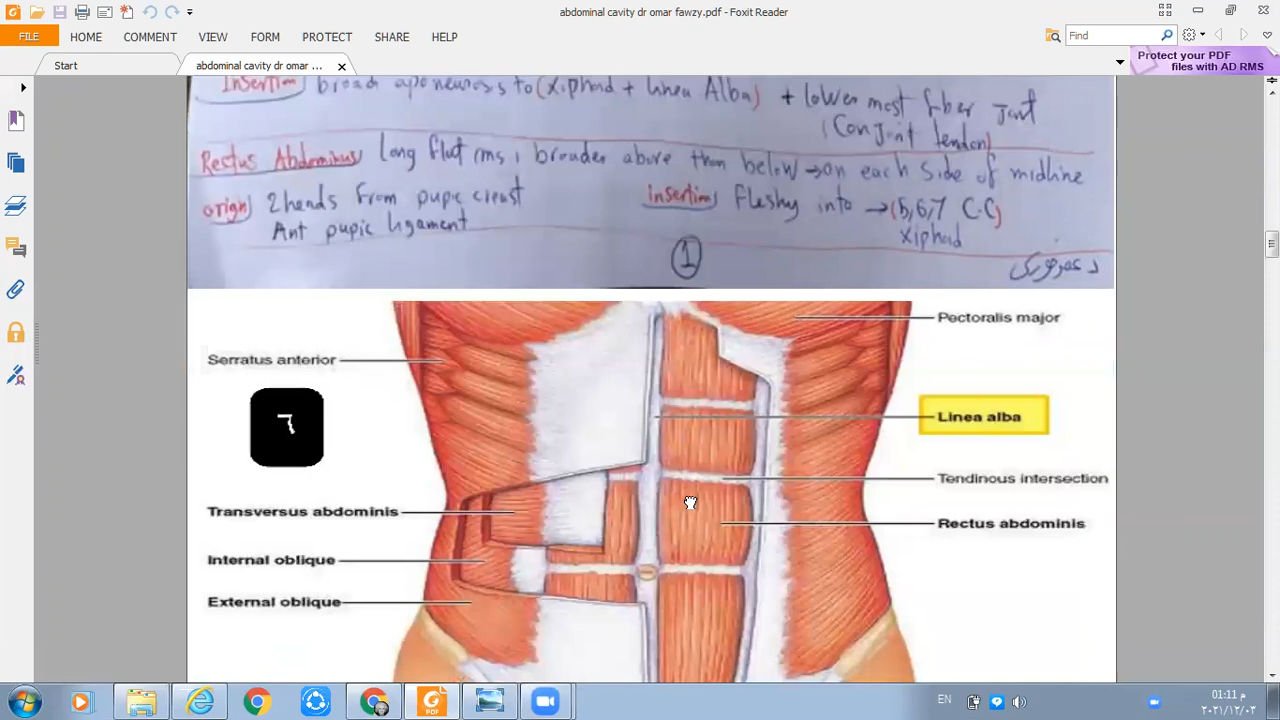 abdominal cavity dr omar fawzy.pdf - Foxit Reader
FILE HOME COMMENT VIEW FORM PROTECT SHARE HELP
Find
Start
abdominal cavity dr omar ...
Protect your PDF
files with AD RMS
Insertion broad aponeurosis to (xiphoid + linea Alba) + lower most fiber joint
(Conjoint tendon)
Rectus Abdominus long flat ms, broader above than below → on each side of midline
orign 2 heads from pupic creast
Ant pupic ligament
insertion fleshy into → (5,6,7 C.C)
xiphoid
1
Pectoralis major
Serratus anterior
٦
Linea alba
Tendinous intersection
Transversus abdominis
Rectus abdominis
Internal oblique
External oblique
PDF
EN
01:11 م
٢٠٢١/١٢/٠٣